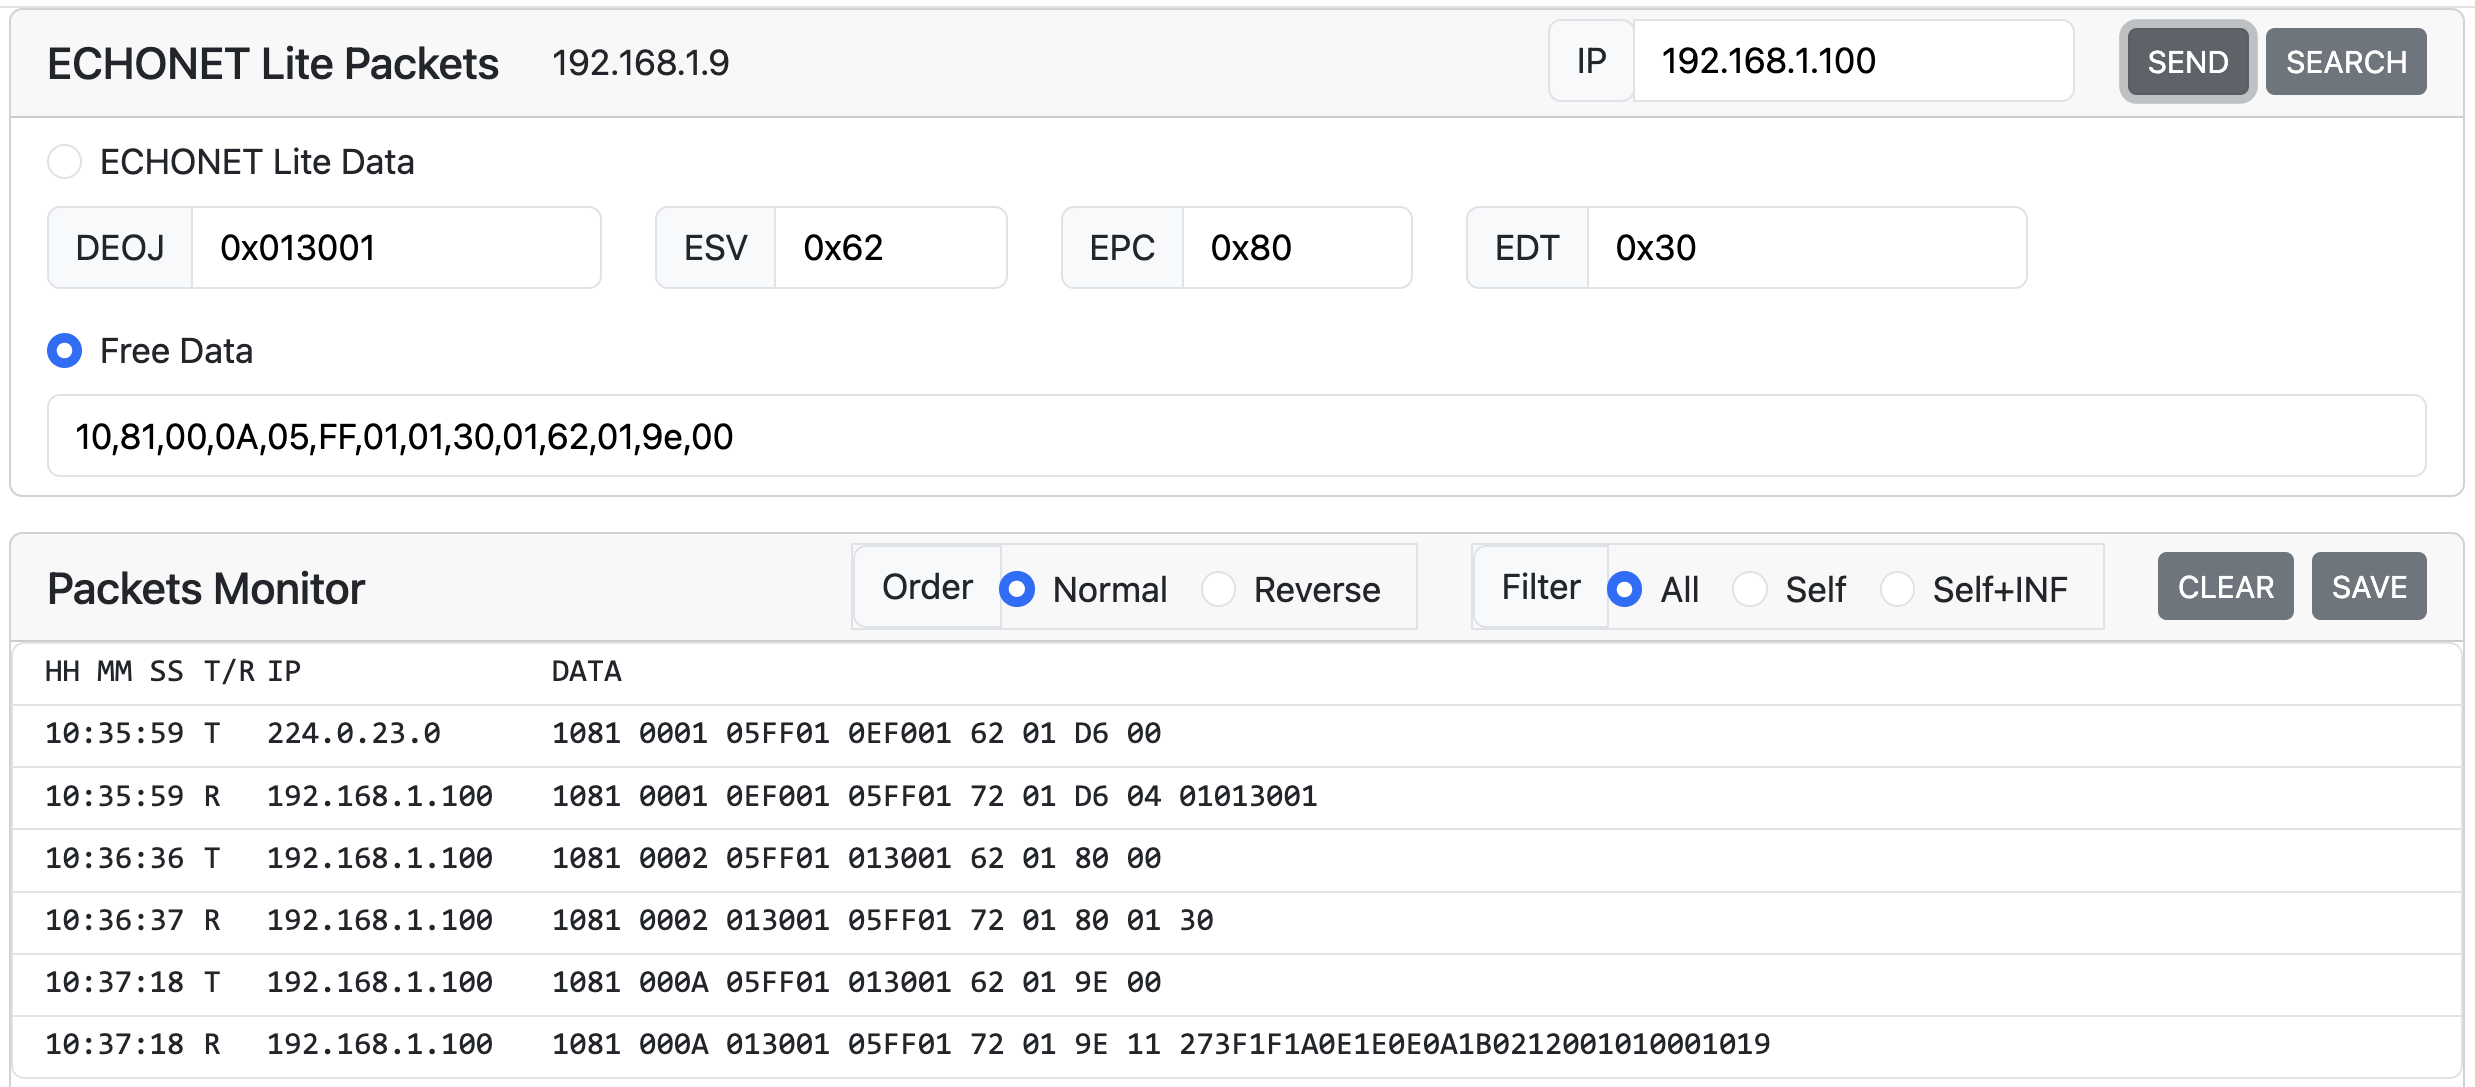 ECHONET Lite Packets 192.168.1.9 IP 192.168.1.100 SEND SEARCH
ECHONET Lite Data
DEOJ 0x013001 ESV 0x62 EPC 0x80 EDT 0x30
Free Data
10,81,00,0A,05,FF,01,01,30,01,62,01,9e,00
Packets Monitor Order Normal Reverse Filter All Self Self+INF CLEAR SAVE
HH MM SS T/R IP DATA
10:35:59 T 224.0.23.0 1081 0001 05FF01 0EF001 62 01 D6 00
10:35:59 R 192.168.1.100 1081 0001 0EF001 05FF01 72 01 D6 04 01013001
10:36:36 T 192.168.1.100 1081 0002 05FF01 013001 62 01 80 00
10:36:37 R 192.168.1.100 1081 0002 013001 05FF01 72 01 80 01 30
10:37:18 T 192.168.1.100 1081 000A 05FF01 013001 62 01 9E 00
10:37:18 R 192.168.1.100 1081 000A 013001 05FF01 72 01 9E 11 273F1F1A0E1E0E0A1B0212001010001019